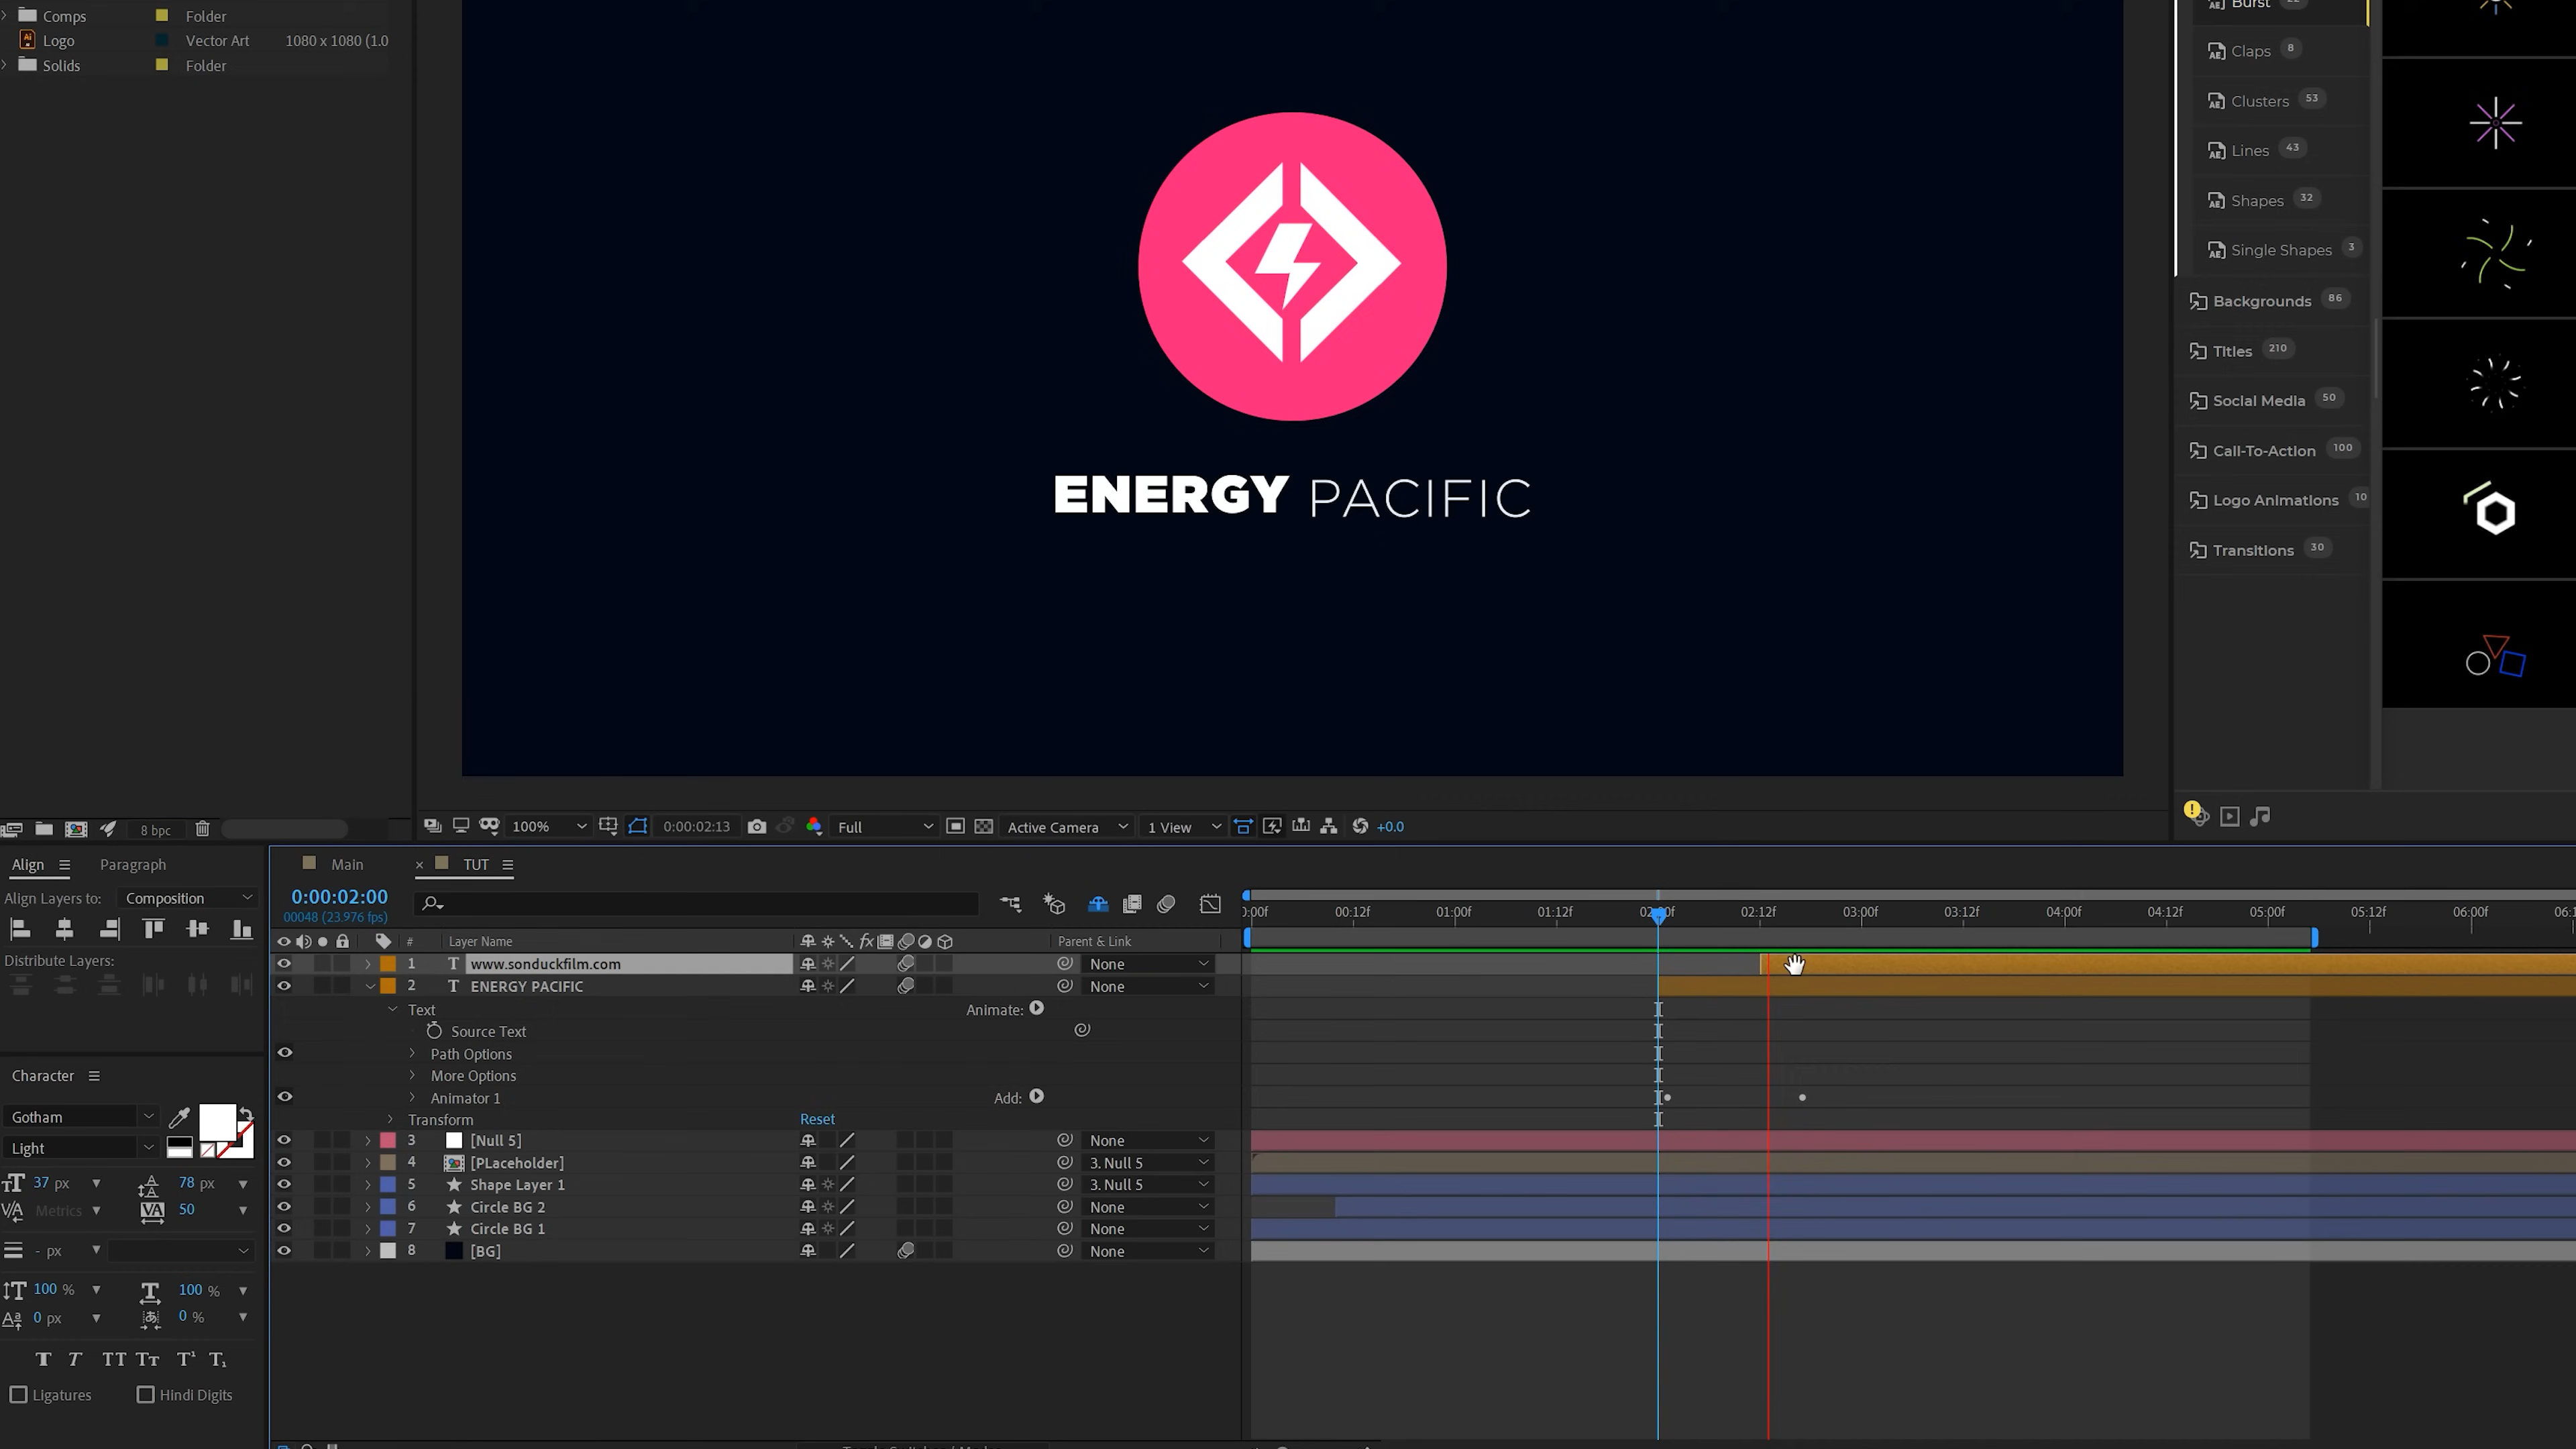 Comps Folder
Logo Vector Art 1080 x 1080 (1.0
Solids Folder
ENERGY PACIFIC
Burst 22
Claps 8
Clusters 53
Lines 43
Shapes 32
Single Shapes 3
Backgrounds 86
Titles 210
Social Media 50
Call-To-Action 100
Logo Animations 10
Transitions 30
8 bpc
100% 0:00:02:13 Full Active Camera 1 View +0.0
Align Paragraph
Align Layers to: Composition
Distribute Layers:
Character
Gotham
Light
37 px 78 px
Metrics 50
- px
100 % 100 %
0 px 0 %
Ligatures Hindi Digits
Main TUT
0:00:02:00
00048 (23.976 fps)
# Layer Name Parent & Link
1 www.sonduckfilm.com None
2 ENERGY PACIFIC None
Text Animate:
Source Text
Path Options
More Options
Animator 1 Add:
Transform Reset
3 [Null 5] None
4 [PLaceholder] 3. Null 5
5 Shape Layer 1 3. Null 5
6 Circle BG 2 None
7 Circle BG 1 None
8 [BG] None
0:00f 00:12f 01:00f 01:12f 02:00f 02:12f 03:00f 03:12f 04:00f 04:12f 05:00f 05:12f 06:00f 06:1